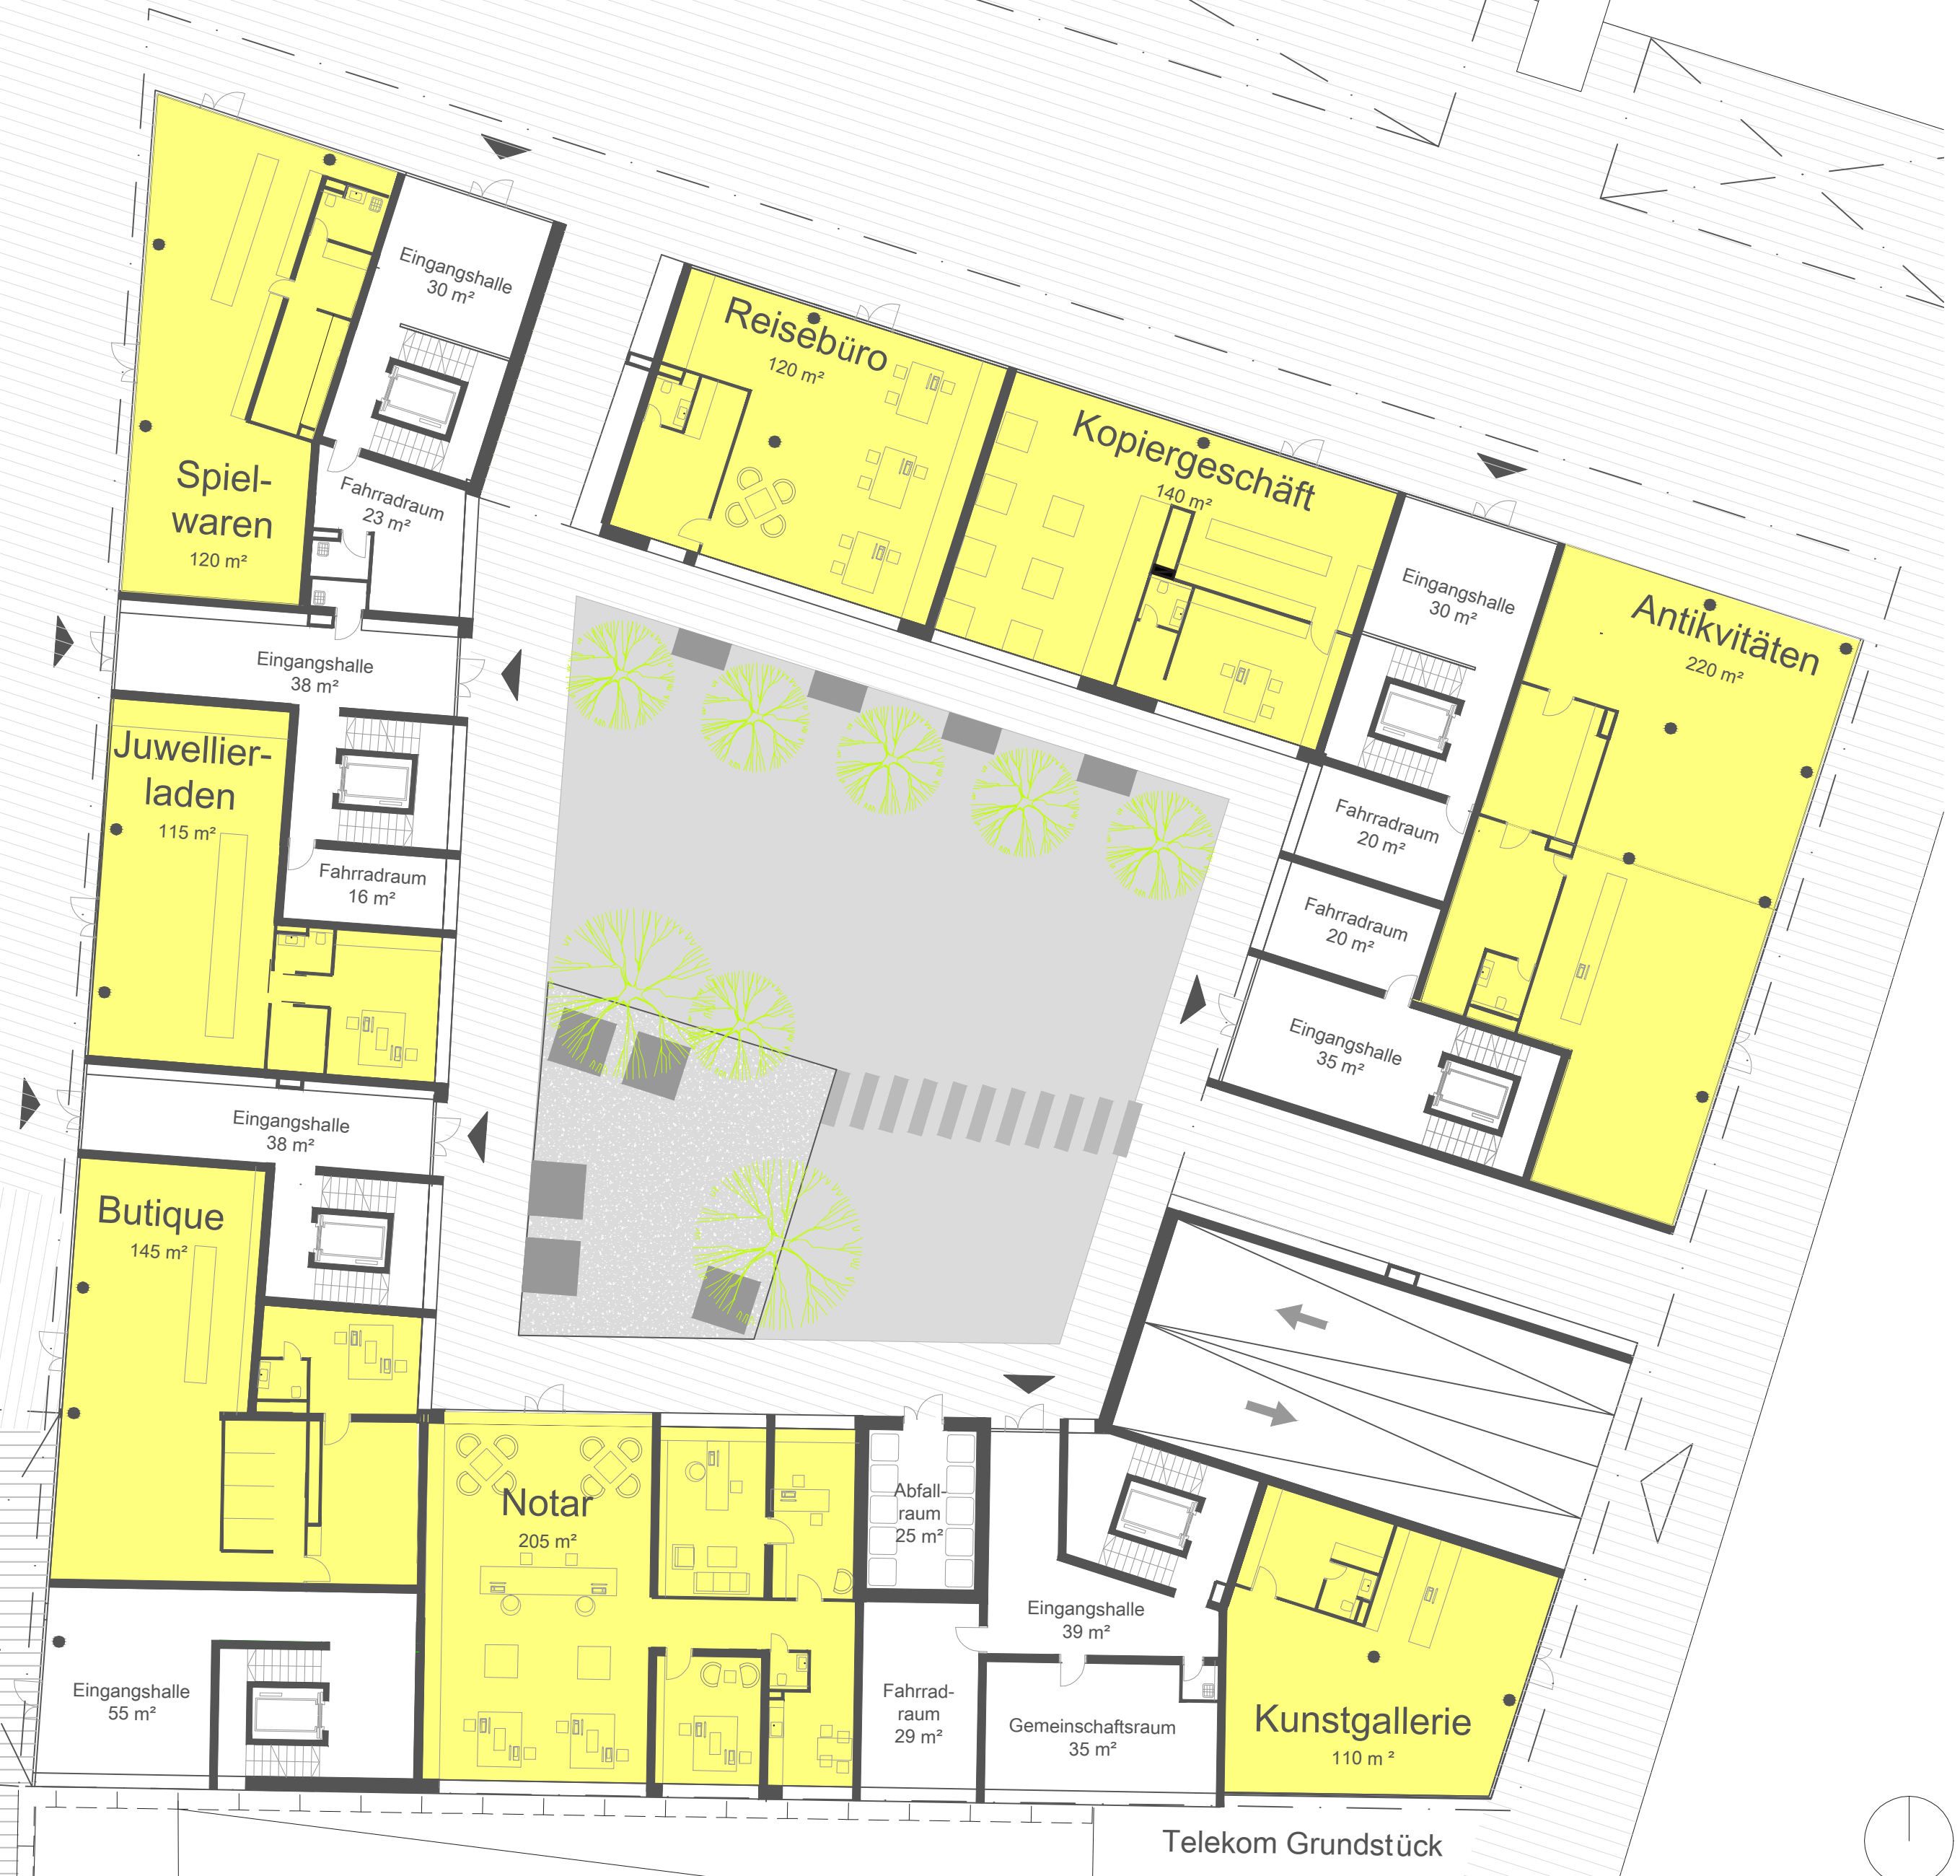 Eingangshalle
30 m²
Reisebüro
120 m²
Kopiergeschäft
140 m²
Spiel-
waren
120 m²
Fahrradraum
23 m²
Eingangshalle
30 m²
Antikvitäten
220 m²
Eingangshalle
38 m²
Juwellier-
laden
115 m²
Fahrradraum
16 m²
Fahrradraum
20 m²
Fahrradraum
20 m²
Eingangshalle
35 m²
Eingangshalle
38 m²
Butique
145 m²
Notar
205 m²
Abfall-
raum
25 m²
Eingangshalle
39 m²
Eingangshalle
55 m²
Fahrrad-
raum
29 m²
Gemeinschaftsraum
35 m²
Kunstgallerie
110 m ²
Telekom Grundstück